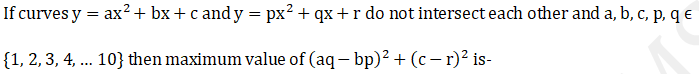 If curves y = ax² + bx + c and y = px² + qx + r do not intersect each other and a, b, c, p, q ϵ
{1, 2, 3, 4, ... 10} then maximum value of (aq – bp)² + (c – r)² is-